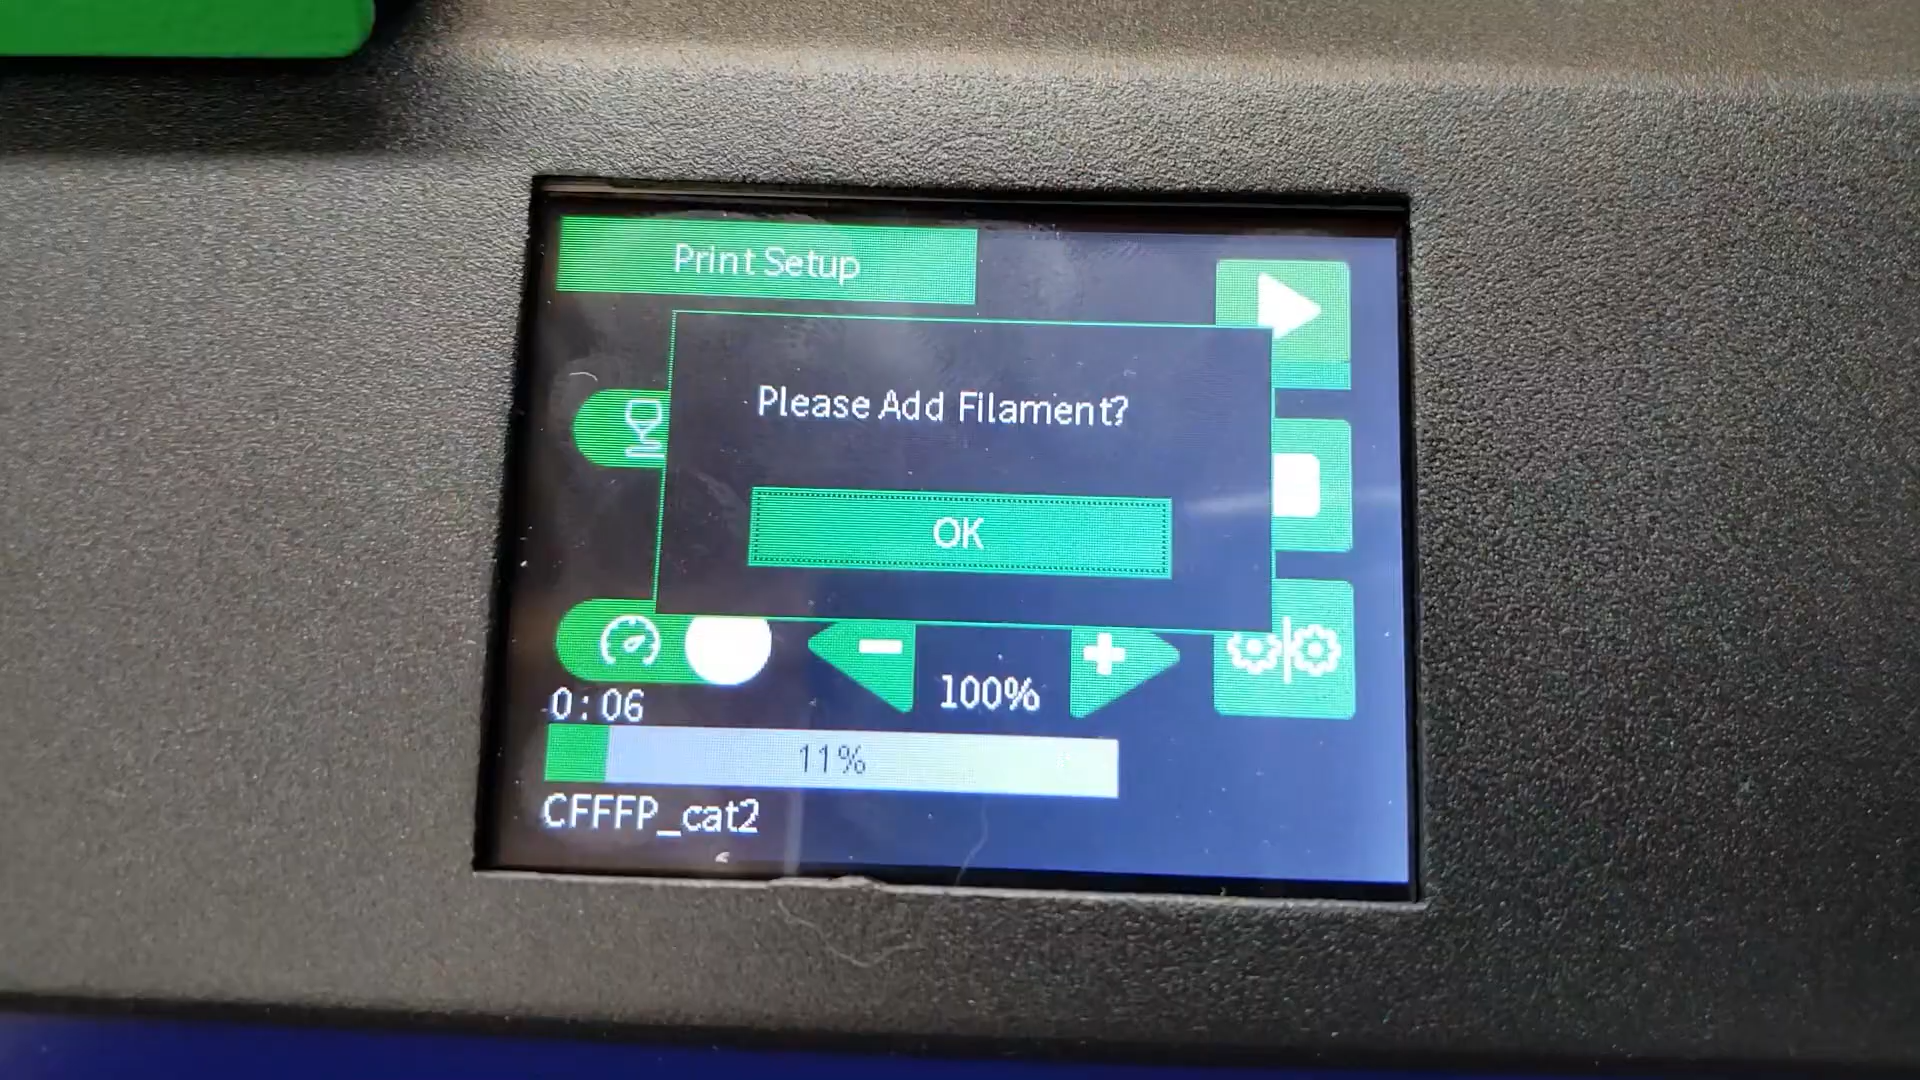 Print Setup
Please Add Filament?
OK
100%
0:06
11%
CFFFP_cat2